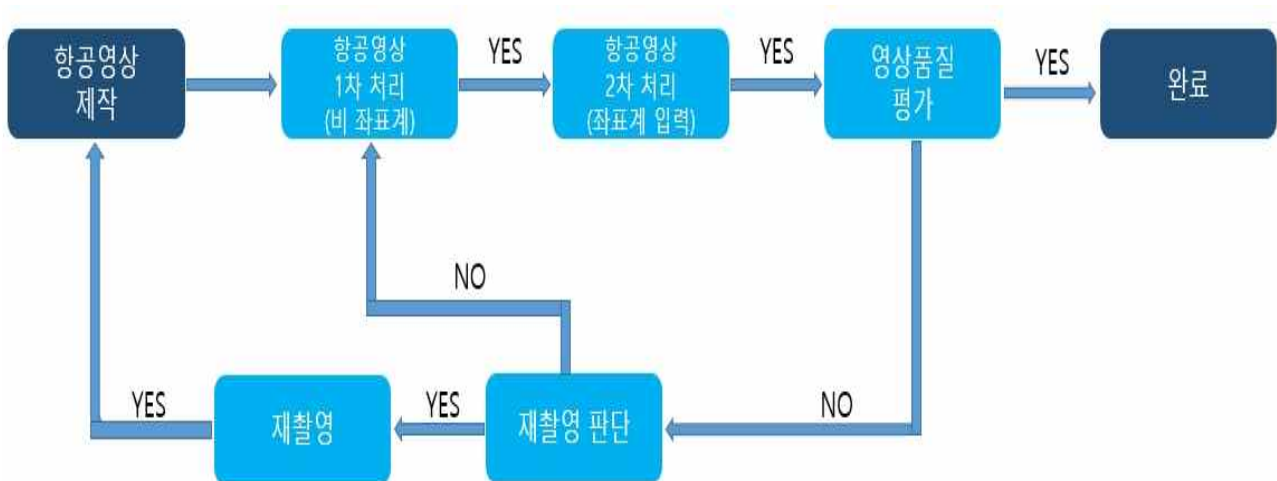 항공영상
제작
항공영상
1차 처리
(비 좌표계)
YES
항공영상
2차 처리
(좌표계 입력)
YES
영상품질
평가
YES
완료
NO
YES
재촬영
YES
재촬영 판단
NO